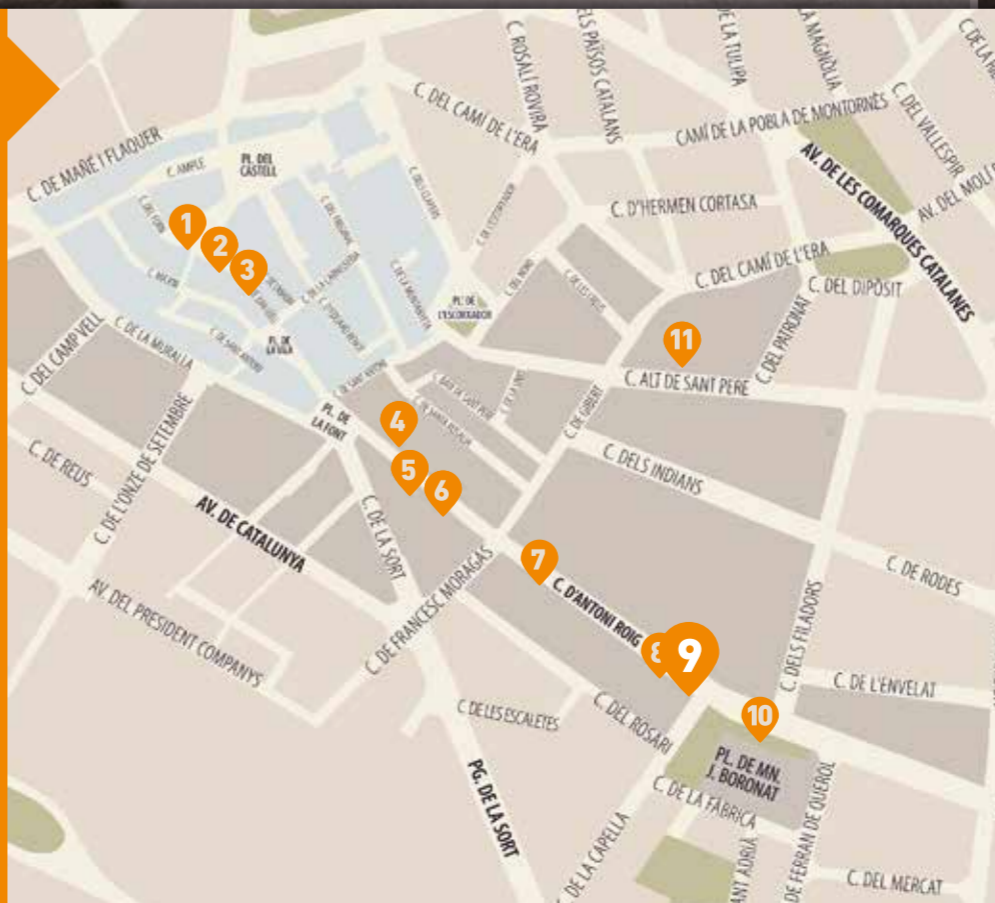 C. ROSALÍ ROVIRA
ELS PAÏSOS CATALANS
DE LA TULIPA
LA MAGNÒLIA
C. DEL CAMÍ DE L'ERA
CAMÍ DE LA POBLA DE MONTORNÈS
C. DEL VALLESPIR
C. DE MAÑÉ I FLAQUER
C. AMPLE
PL. DEL
CASTELL
AV. DE LES COMARQUES CATALANES
AV. DEL MOLÍ
C. D'HERMEN CORTASA
1
2
3
C. DEL CAMÍ DE L'ERA
C. DEL DIPÒSIT
PL. DE
L'ESCORXADOR
C. DEL CAMP VELL
C. DE LA MURALLA
PL. DE
LA VILA
C. DEL PATRONAT
11
C. ALT DE SANT PERE
PL. DE
LA FONT
4
C. DE GIBERT
5
6
C. DELS INDIANS
C. DE REUS
C. DE L'ONZE DE SETEMBRE
AV. DE CATALUNYA
C. DE LA SORT
7
C. D'ANTONI ROIG
C. DE RODES
AV. DEL PRESIDENT COMPANYS
C. DE FRANCESC MORAGAS
8
9
C. DELS FILADORS
C. DE L'ENVELAT
C. DE LES ESCALETES
C. DEL ROSARI
10
PL. DE MN.
J. BORONAT
C. DE LA FÀBRICA
PG. DE LA SORT
DE LA CAPELLA
ANT ADRIÀ
DE FERRAN DE QUEROL
C. DEL MERCAT